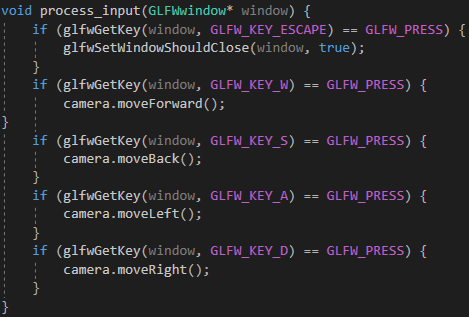 void process_input(GLFWwindow* window) {
    if (glfwGetKey(window, GLFW_KEY_ESCAPE) == GLFW_PRESS) {
        glfwSetWindowShouldClose(window, true);
    }
    if (glfwGetKey(window, GLFW_KEY_W) == GLFW_PRESS) {
        camera.moveForward();
}
    if (glfwGetKey(window, GLFW_KEY_S) == GLFW_PRESS) {
        camera.moveBack();
    }
    if (glfwGetKey(window, GLFW_KEY_A) == GLFW_PRESS) {
        camera.moveLeft();
    }
    if (glfwGetKey(window, GLFW_KEY_D) == GLFW_PRESS) {
        camera.moveRight();
    }
}